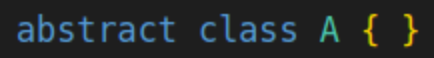 abstract class A { }